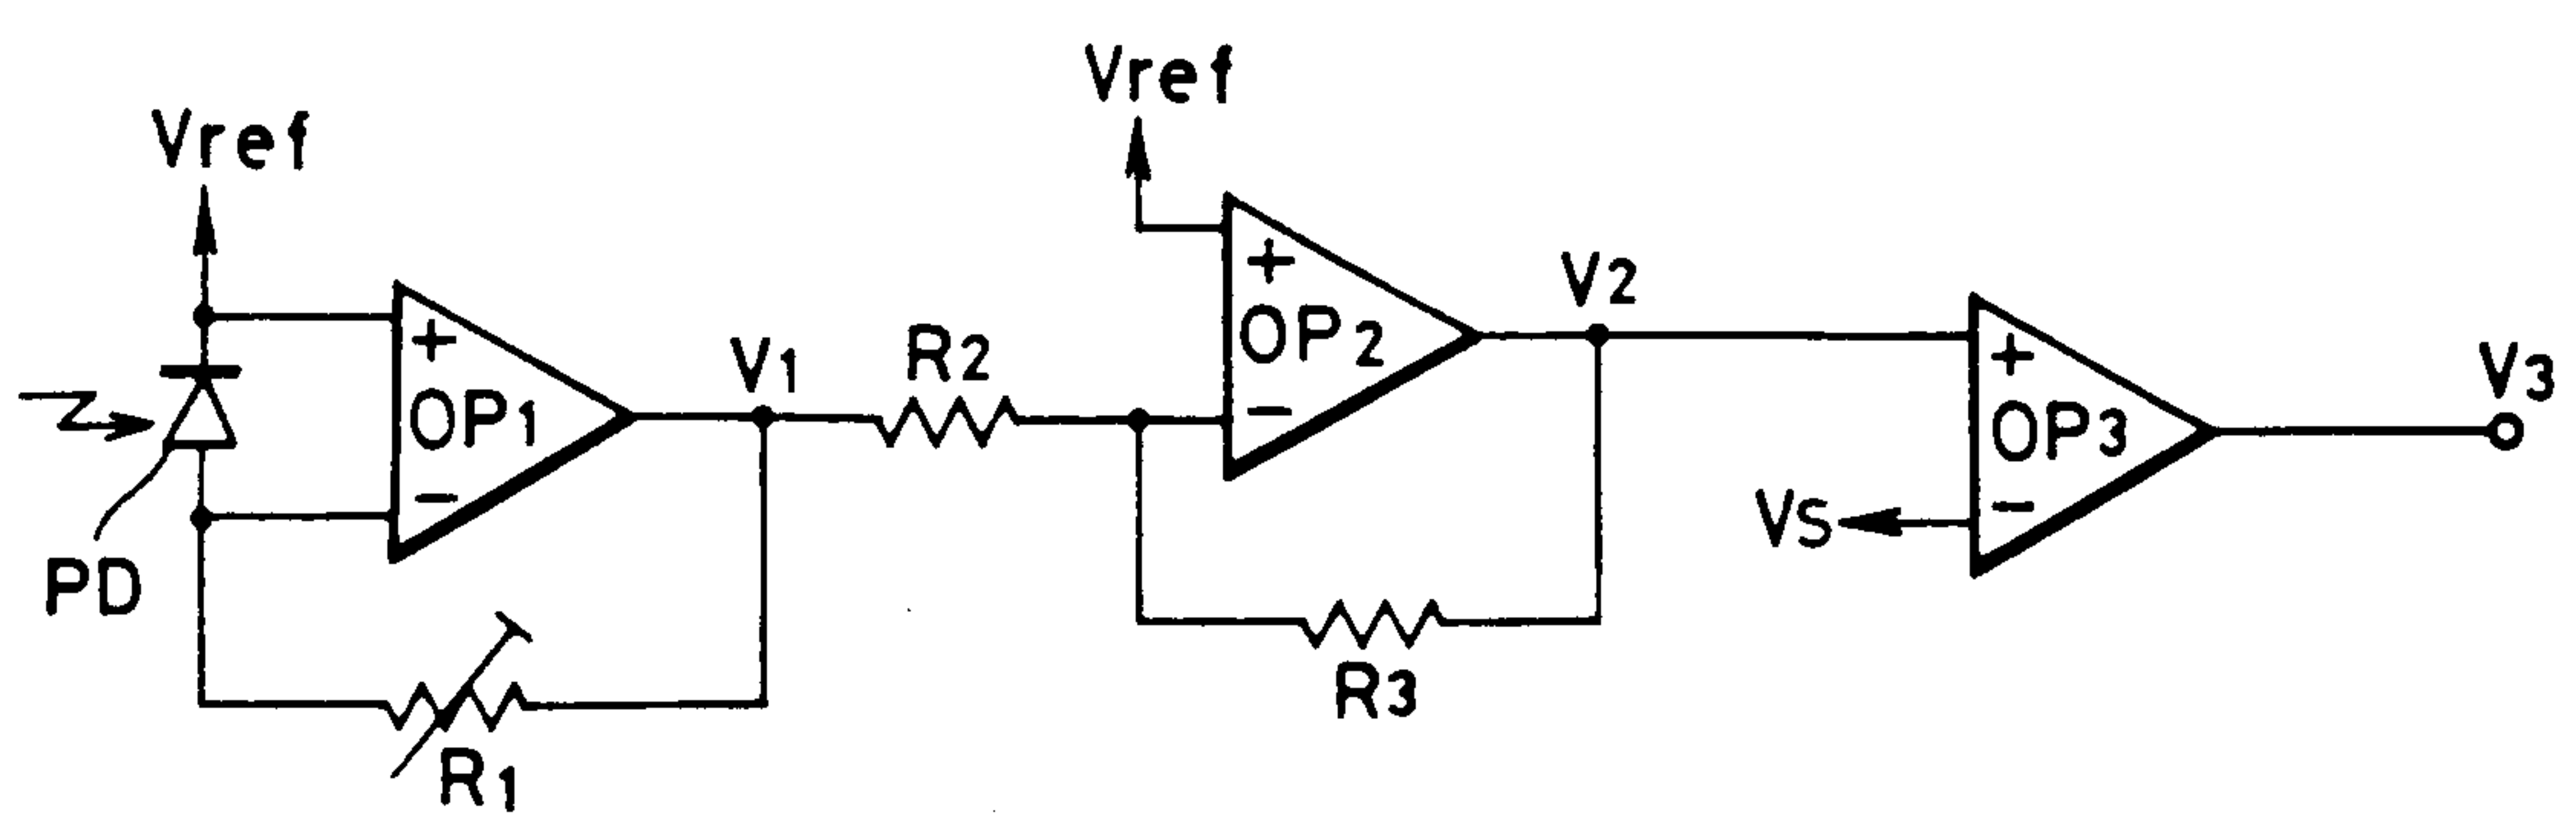 Vref
Vref
+
OP1
−
PD
R1
V1
R2
+
OP2
−
V2
R3
+
OP3
−
VS
V3